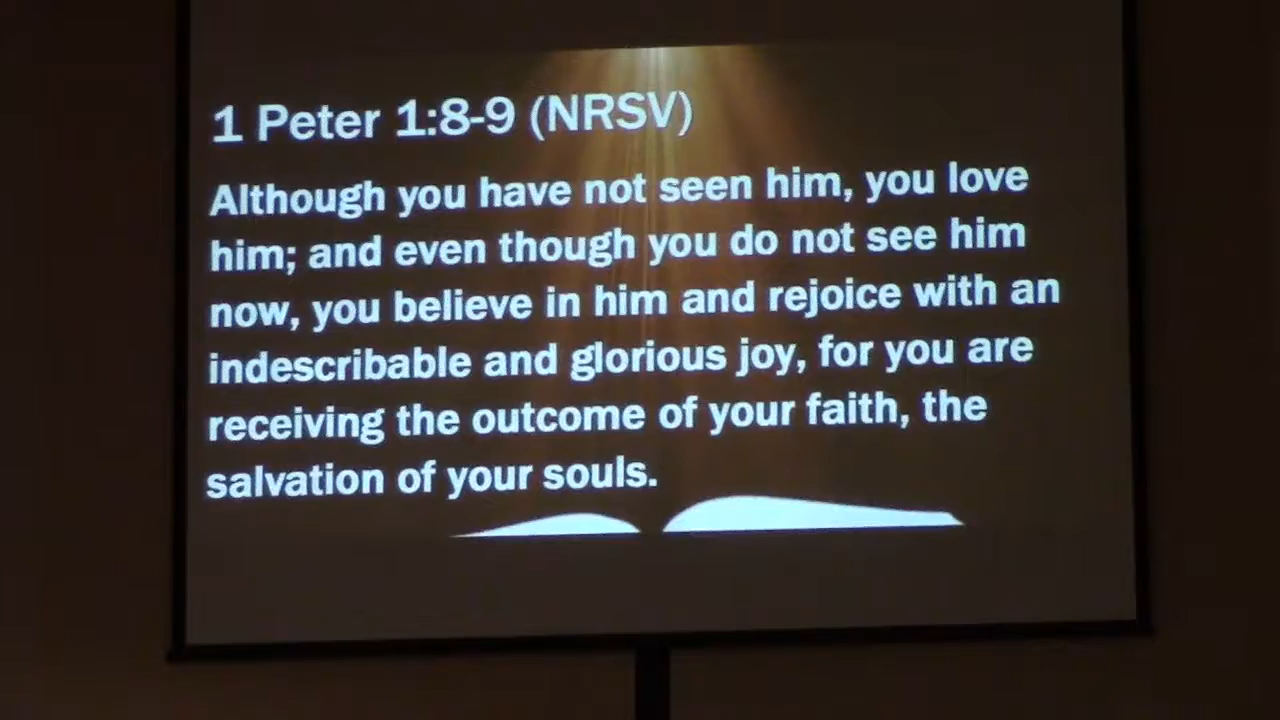 1 Peter 1:8-9 (NRSV)
Although you have not seen him, you love
him; and even though you do not see him
now, you believe in him and rejoice with an
indescribable and glorious joy, for you are
receiving the outcome of your faith, the
salvation of your souls.